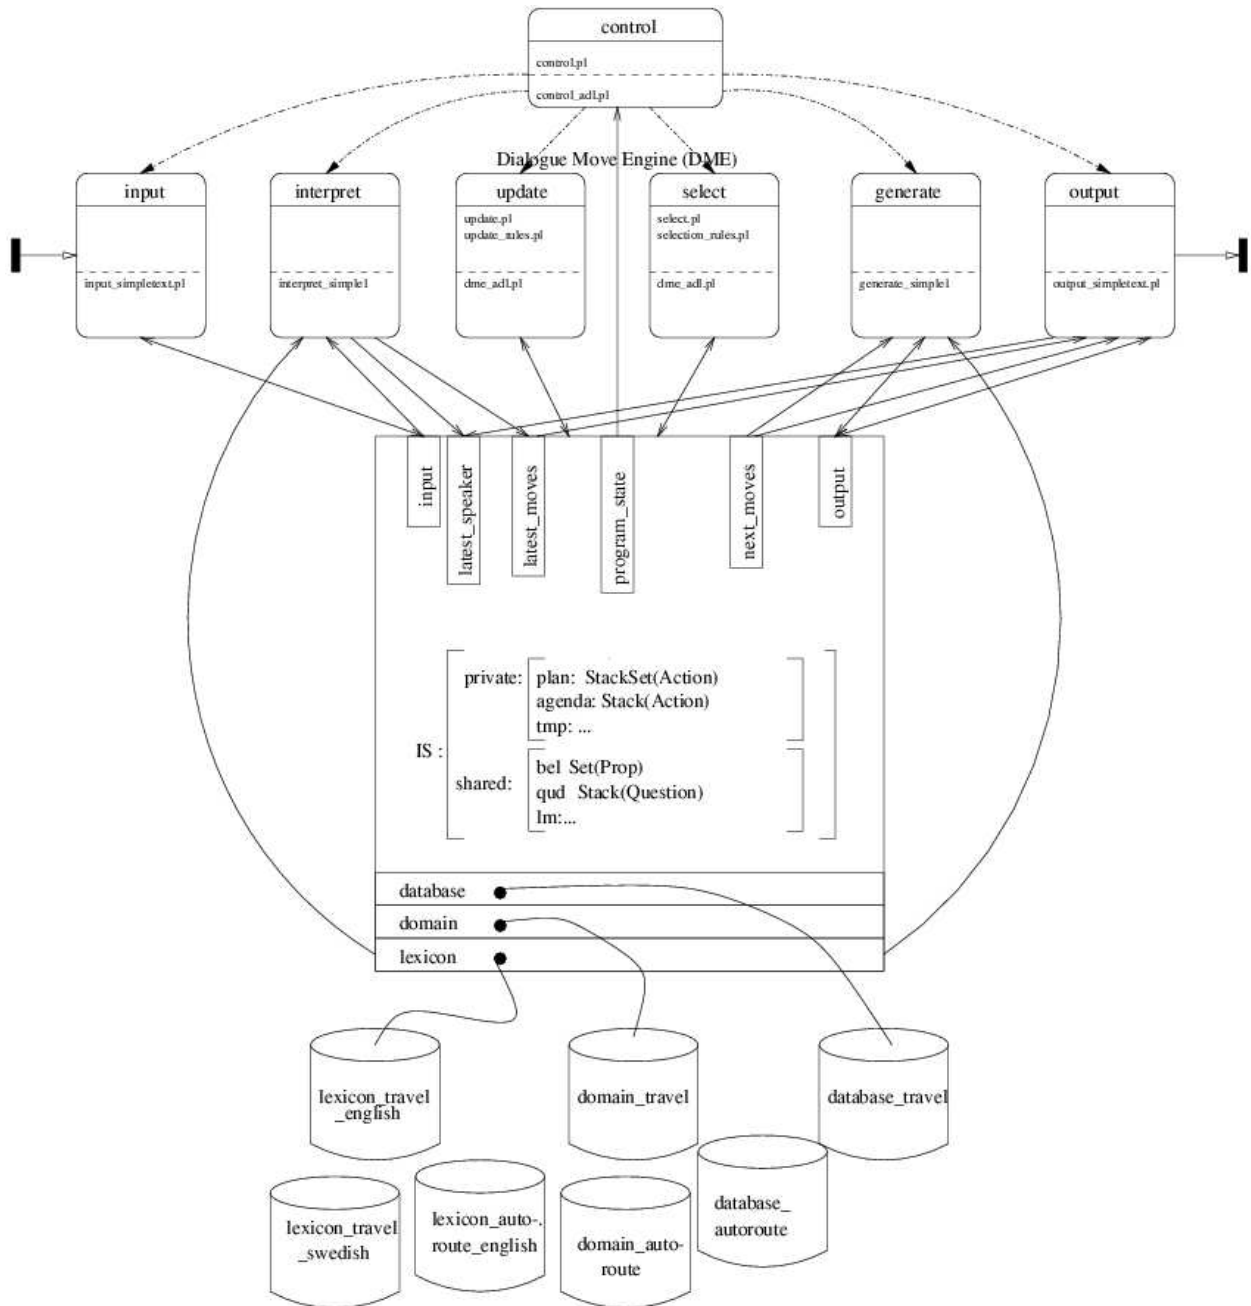 control
control.pl
control_adl.pl
Dialogue Move Engine (DME)
input
input_simpletext.pl
interpret
interpret_simple1
update
update.pl
update_rules.pl
dme_adl.pl
select
select.pl
selection_rules.pl
dme_adl.pl
generate
generate_simple1
output
output_simpletext.pl
input
latest_speaker
latest_moves
program_state
next_moves
output
IS :
private:
plan: StackSet(Action)
agenda: Stack(Action)
tmp: ...
shared:
bel Set(Prop)
qud Stack(Question)
lm:...
database
domain
lexicon
lexicon_travel
_english
domain_travel
database_travel
lexicon_travel
_swedish
lexicon_auto-.
route_english
domain_auto-
route
database_
autoroute